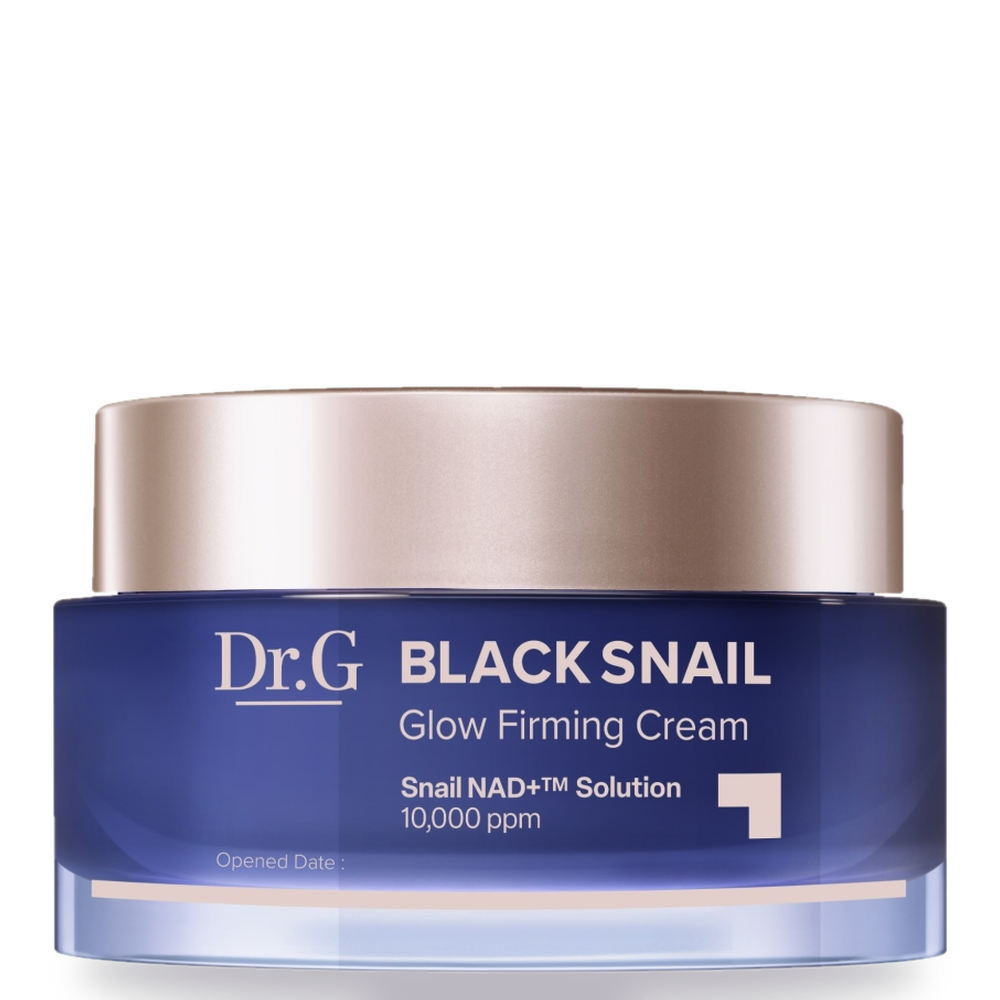 Dr.G
BLACK SNAIL
Glow Firming Cream
Snail NAD+™ Solution
10,000 ppm
Opened Date :